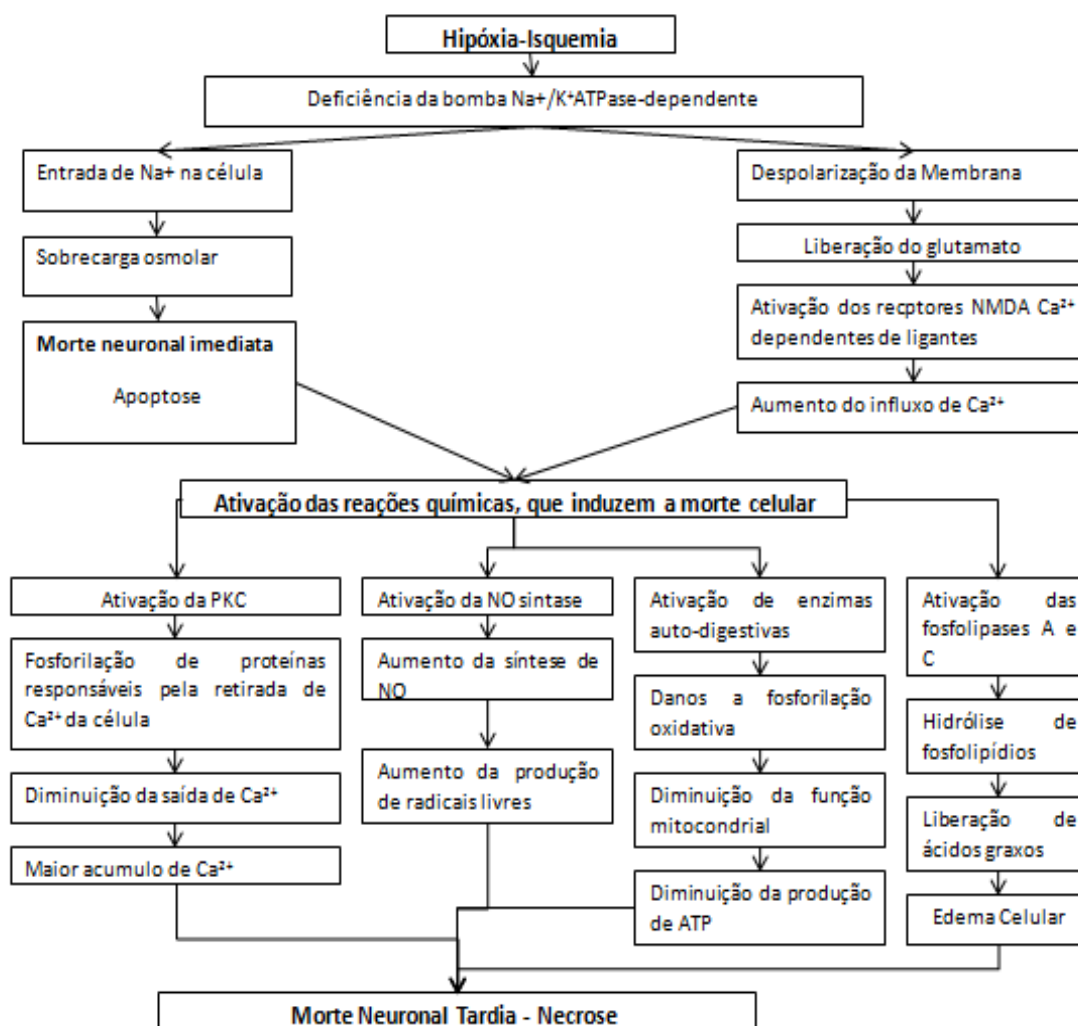 Hipóxia-Isquemia
Deficiência da bomba Na+/K⁺ATPase-dependente
Entrada de Na+ na célula
Sobrecarga osmolar
Morte neuronal imediata
Apoptose
Despolarização da Membrana
Liberação do glutamato
Ativação dos recptores NMDA Ca²⁺
dependentes de ligantes
Aumento do influxo de Ca²⁺
Ativação das reações químicas, que induzem a morte celular
Ativação da PKC
Fosforilação de proteínas
responsáveis pela retirada de
Ca²⁺ da célula
Diminuição da saída de Ca²⁺
Maior acumulo de Ca²⁺
Ativação da NO sintase
Aumento da síntese de
NO
Aumento da produção
de radicais livres
Ativação de enzimas
auto-digestivas
Danos a fosforilação
oxidativa
Diminuição da função
mitocondrial
Diminuição da produção
de ATP
Ativação das
fosfolipases A e
C
Hidrólise de
fosfolipídios
Liberação de
ácidos graxos
Edema Celular
Morte Neuronal Tardia - Necrose